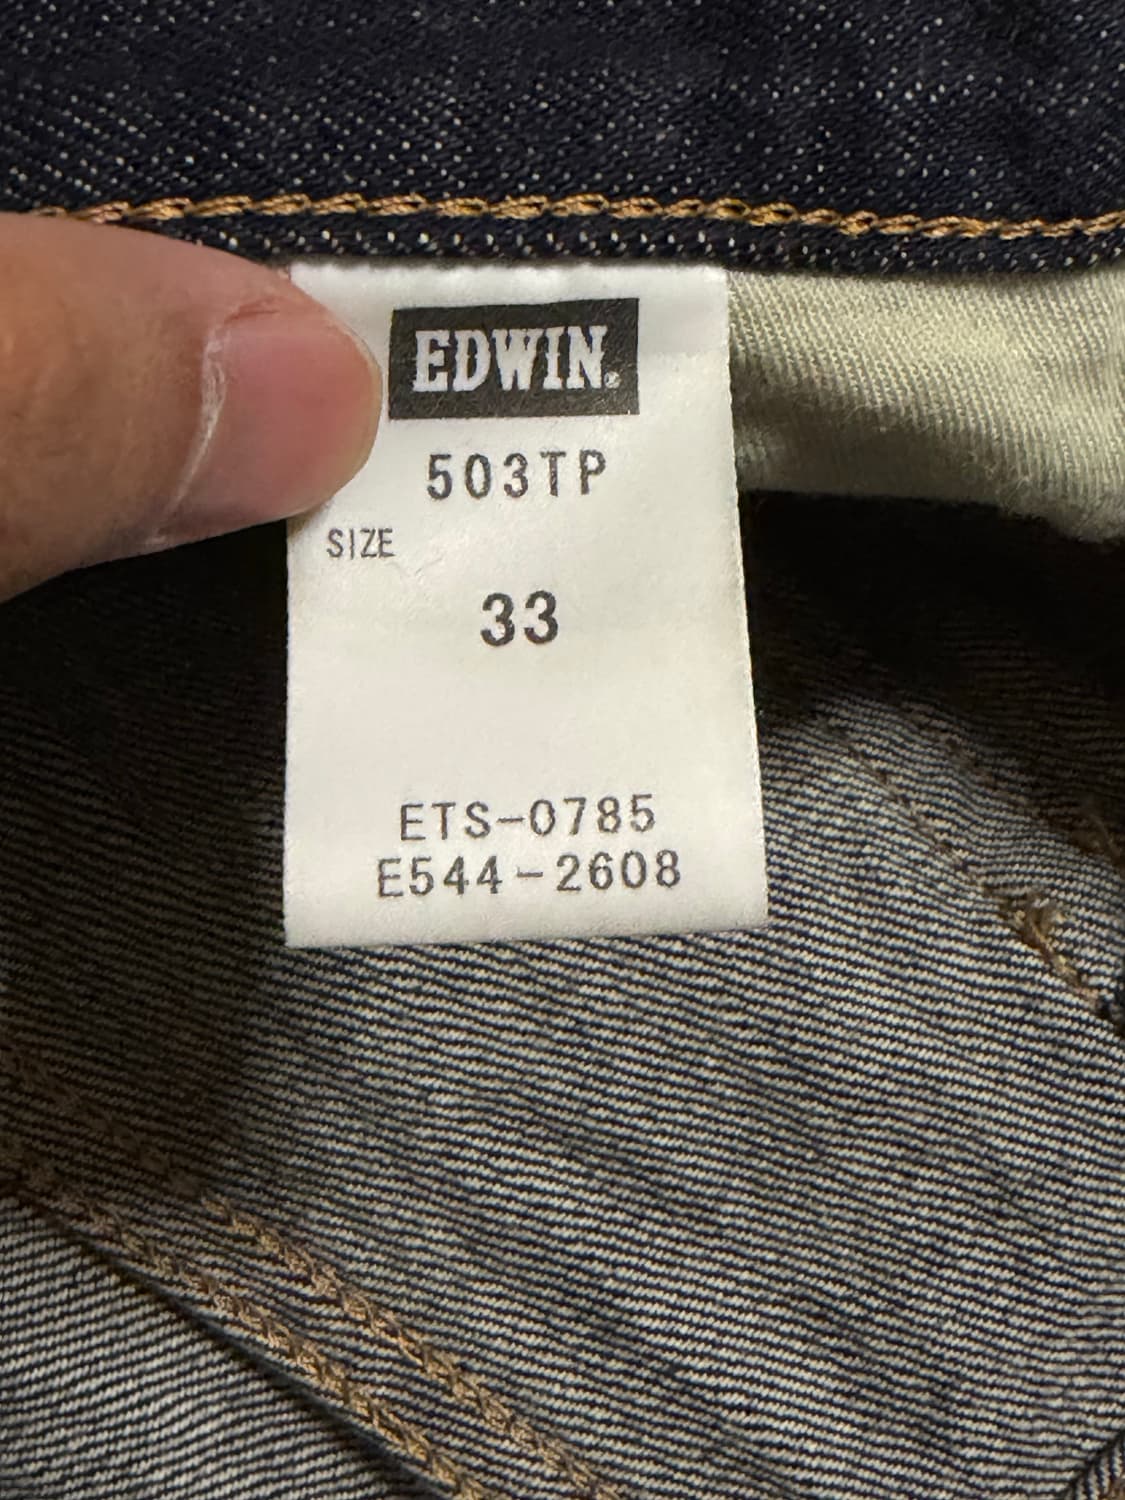 EDWIN.
503TP
SIZE
33
ETS-0785
E544-2608